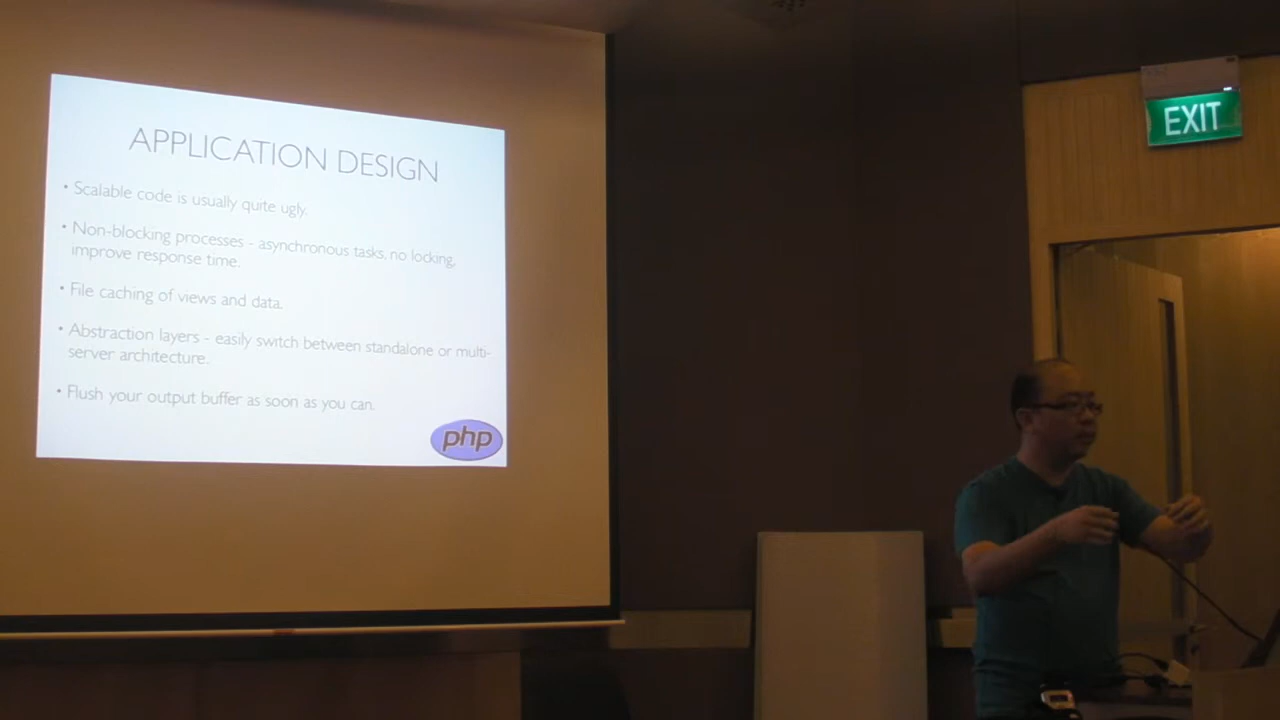 APPLICATION DESIGN
• Scalable code is usually quite ugly.
• Non-blocking processes - asynchronous tasks, no locking,
improve response time.
• File caching of views and data.
• Abstraction layers - easily switch between standalone or multi-
server architecture.
• Flush your output buffer as soon as you can.
php
EXIT